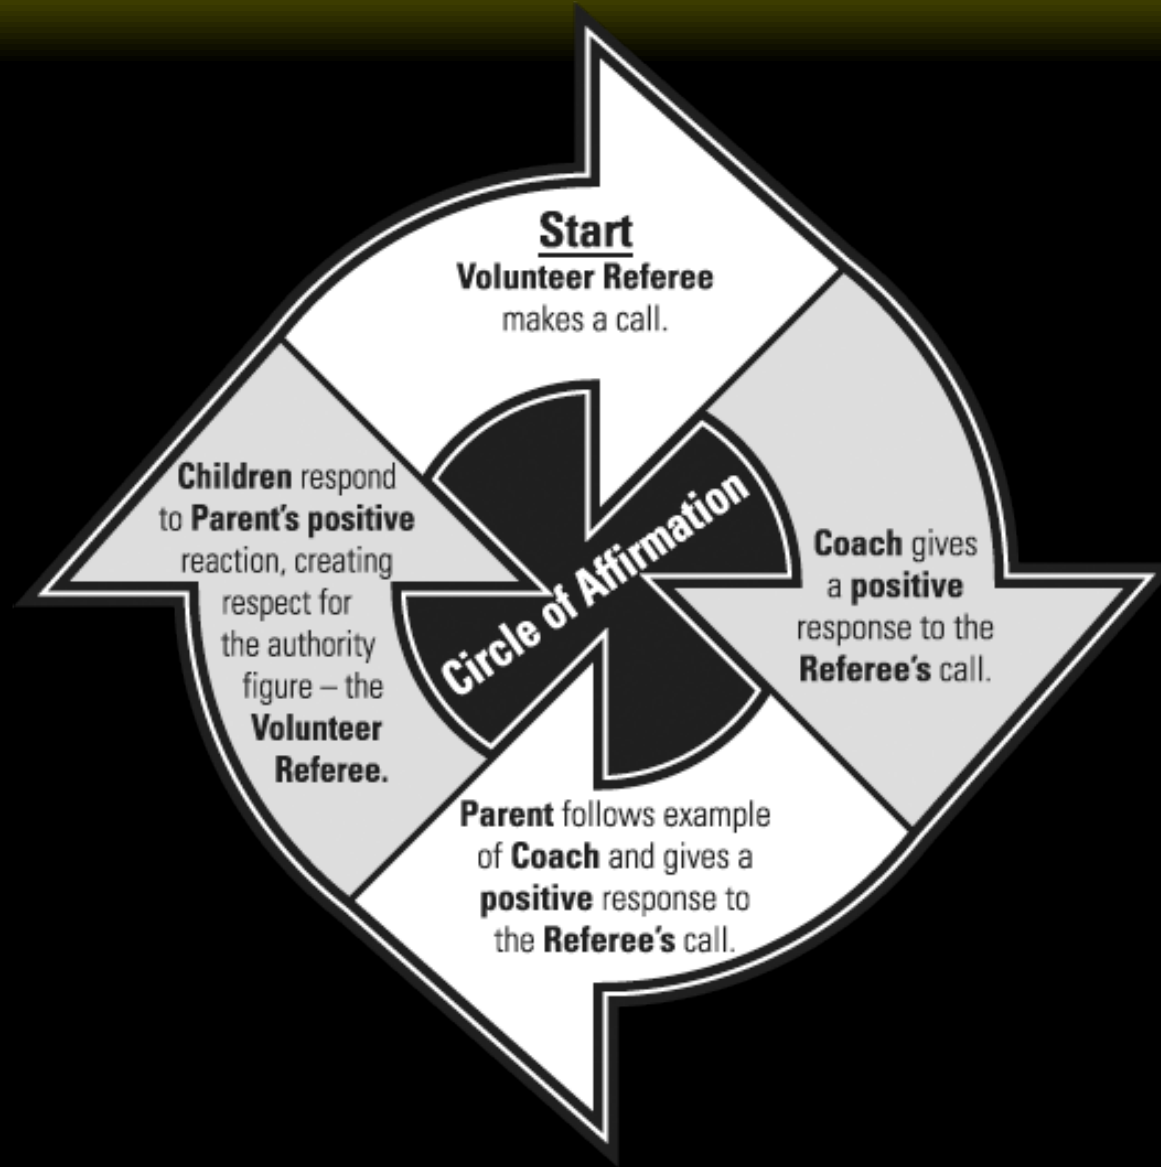 Start
Volunteer Referee
makes a call.
Coach gives
a positive
response to the
Referee's call.
Parent follows example
of Coach and gives a
positive response to
the Referee's call.
Children respond
to Parent's positive
reaction, creating
respect for
the authority
figure – the
Volunteer
Referee.
Circle of Affirmation